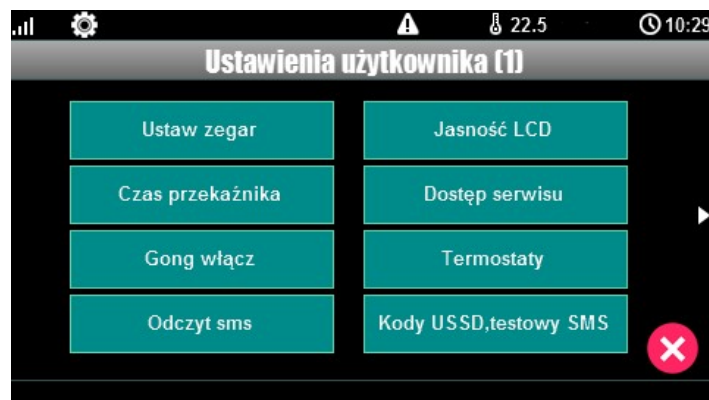 22.5 10:29
Ustawienia użytkownika (1)
Ustaw zegar Jasność LCD
Czas przekaźnika Dostęp serwisu
Gong włącz Termostaty
Odczyt sms Kody USSD,testowy SMS